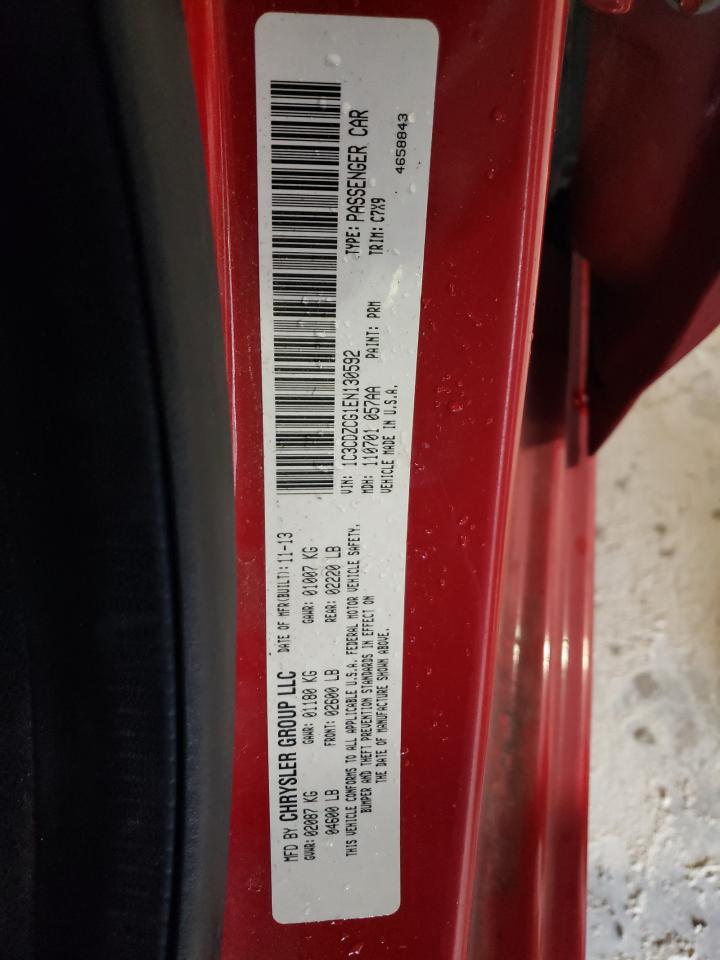 MFD BY CHRYSLER GROUP LLC DATE OF MFR(BUILT): 11-13
GVWR: 02087 KG GAWR: 01180 KG GAWR: 01007 KG
04600 LB FRONT: 02600 LB REAR: 02220 LB
THIS VEHICLE CONFORMS TO ALL APPLICABLE U.S.A. FEDERAL MOTOR VEHICLE SAFETY,
BUMPER AND THEFT PREVENTION STANDARDS IN EFFECT ON
THE DATE OF MANUFACTURE SHOWN ABOVE.
VIN: 1C3CDZCG1EN130592 TYPE: PASSENGER CAR
MDH: 110701 057AA PAINT: PRM TRIM: C7X9
VEHICLE MADE IN U.S.A.
4658843